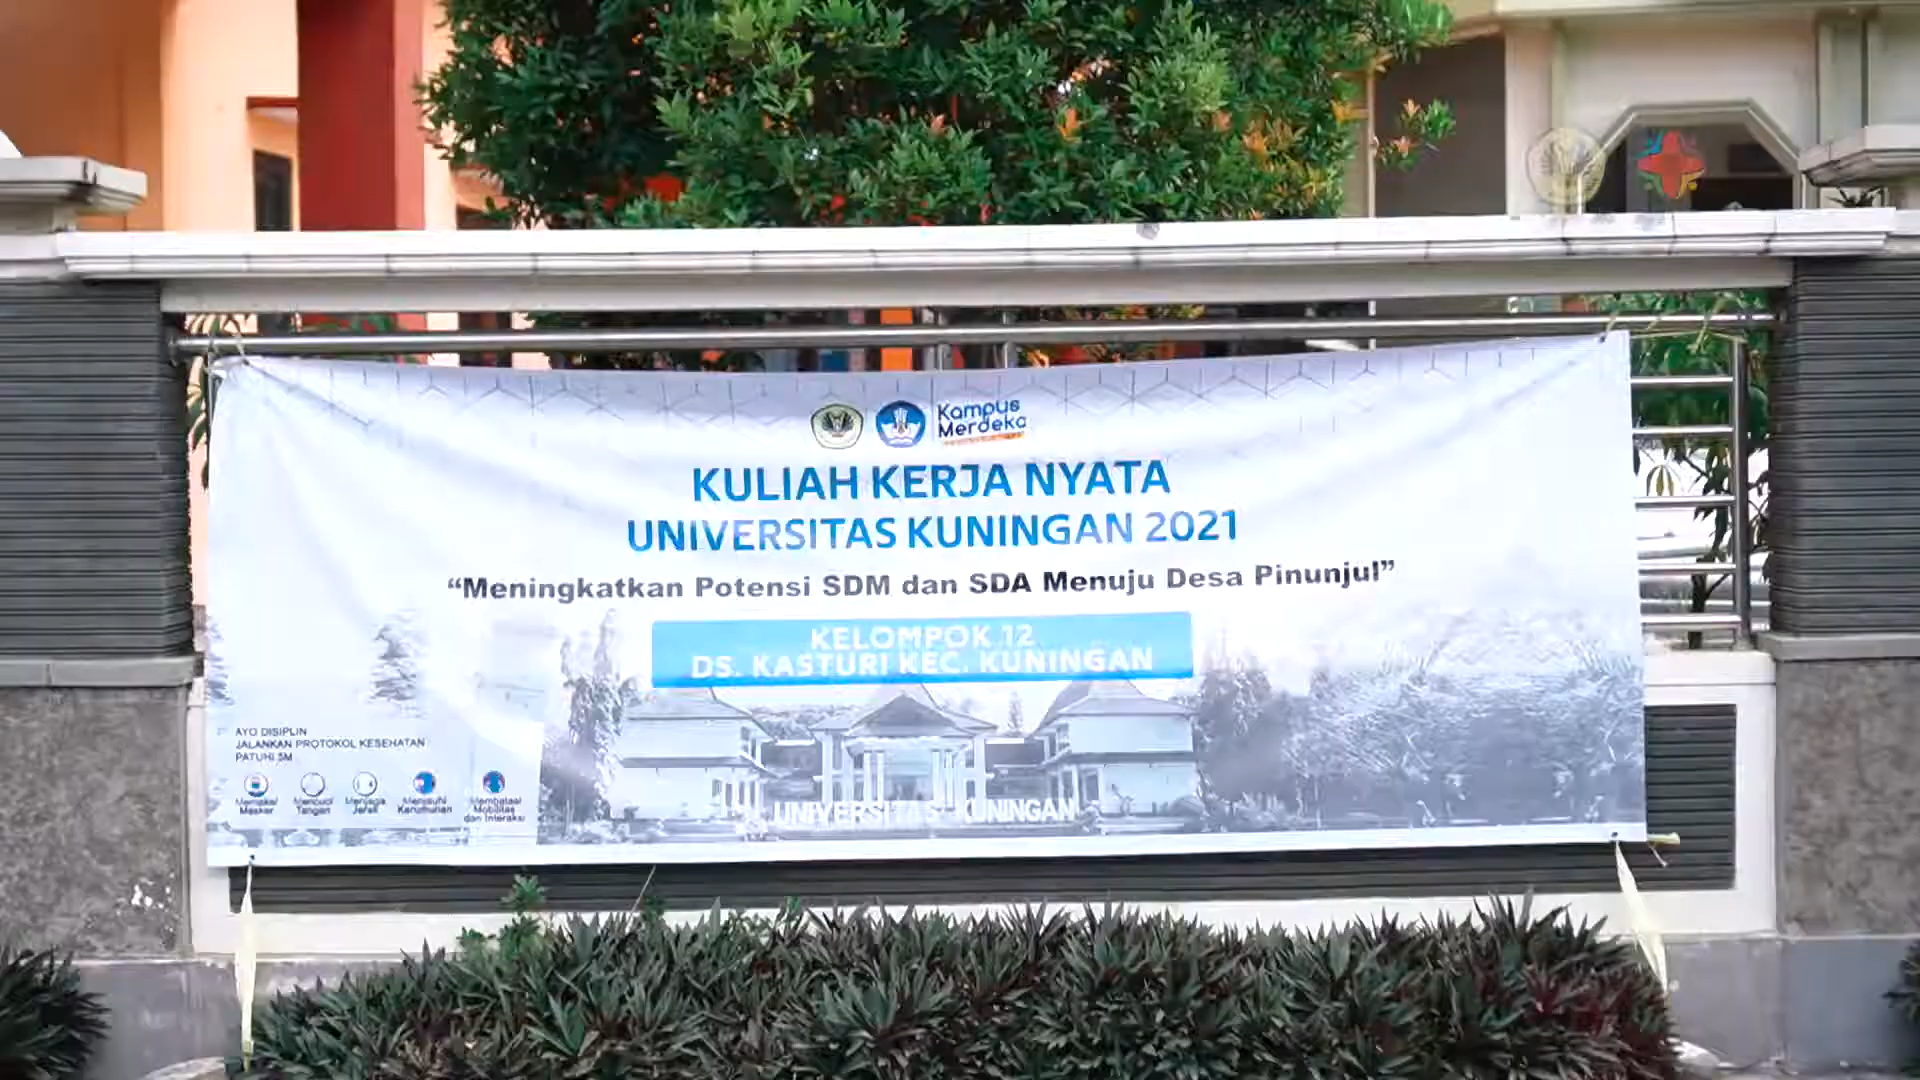 Kampus
Merdeka
KULIAH KERJA NYATA
UNIVERSITAS KUNINGAN 2021
“Meningkatkan Potensi SDM dan SDA Menuju Desa Pinunjul”
KELOMPOK 12
DS. KASTURI KEC. KUNINGAN
AYO DISIPLIN
JALANKAN PROTOKOL KESEHATAN
PATUHI 5M
Memakai Masker
Mencuci Tangan
Menjaga Jarak
Menjauhi Kerumunan
Membatasi Mobilitas dan Interaksi
UNIVERSITAS KUNINGAN